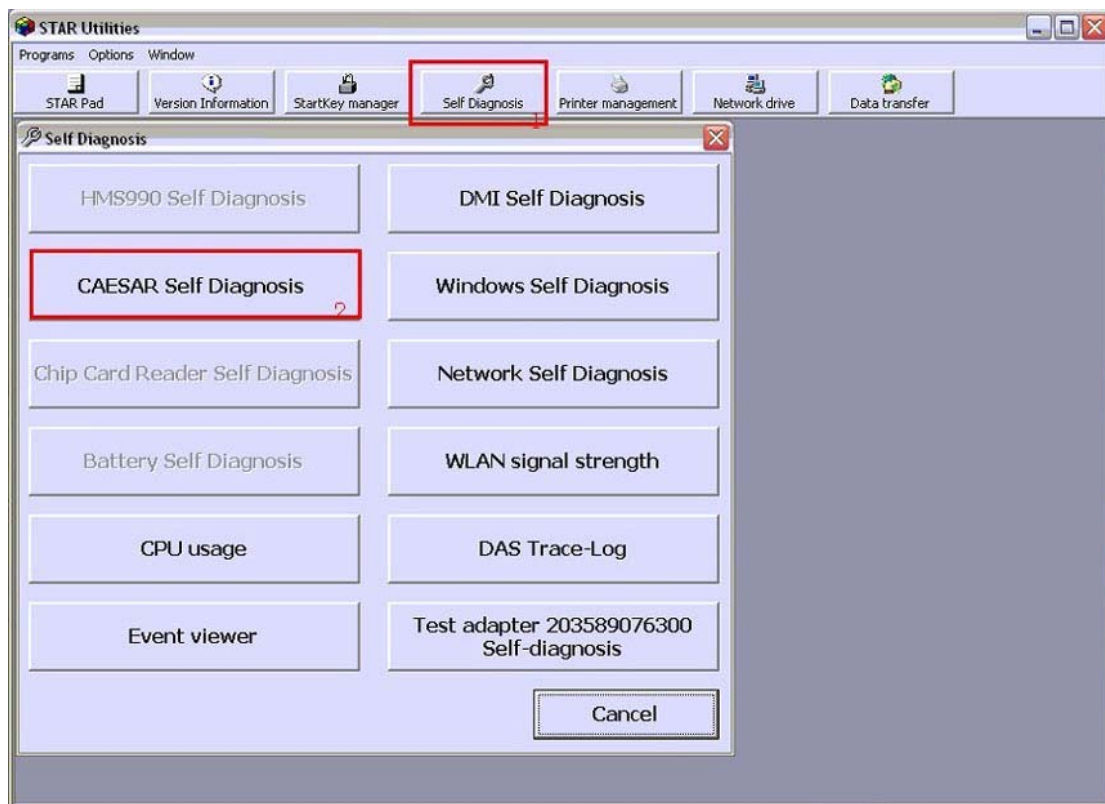 STAR Utilities
Programs Options Window
STAR Pad Version Information StartKey manager Self Diagnosis Printer management Network drive Data transfer
1
Self Diagnosis
HMS990 Self Diagnosis DMI Self Diagnosis
CAESAR Self Diagnosis Windows Self Diagnosis
2
Chip Card Reader Self Diagnosis Network Self Diagnosis
Battery Self Diagnosis WLAN signal strength
CPU usage DAS Trace-Log
Event viewer Test adapter 203589076300
Self-diagnosis
Cancel